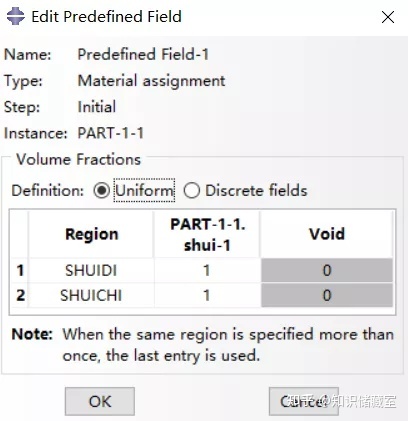 Edit Predefined Field
Name: Predefined Field-1
Type: Material assignment
Step: Initial
Instance: PART-1-1
Volume Fractions
Definition: Uniform Discrete fields
Region PART-1-1. shui-1 Void
1 SHUIDI 1 0
2 SHUICHI 1 0
Note: When the same region is specified more than
once, the last entry is used.
OK Cancel
知乎 @知识储藏室